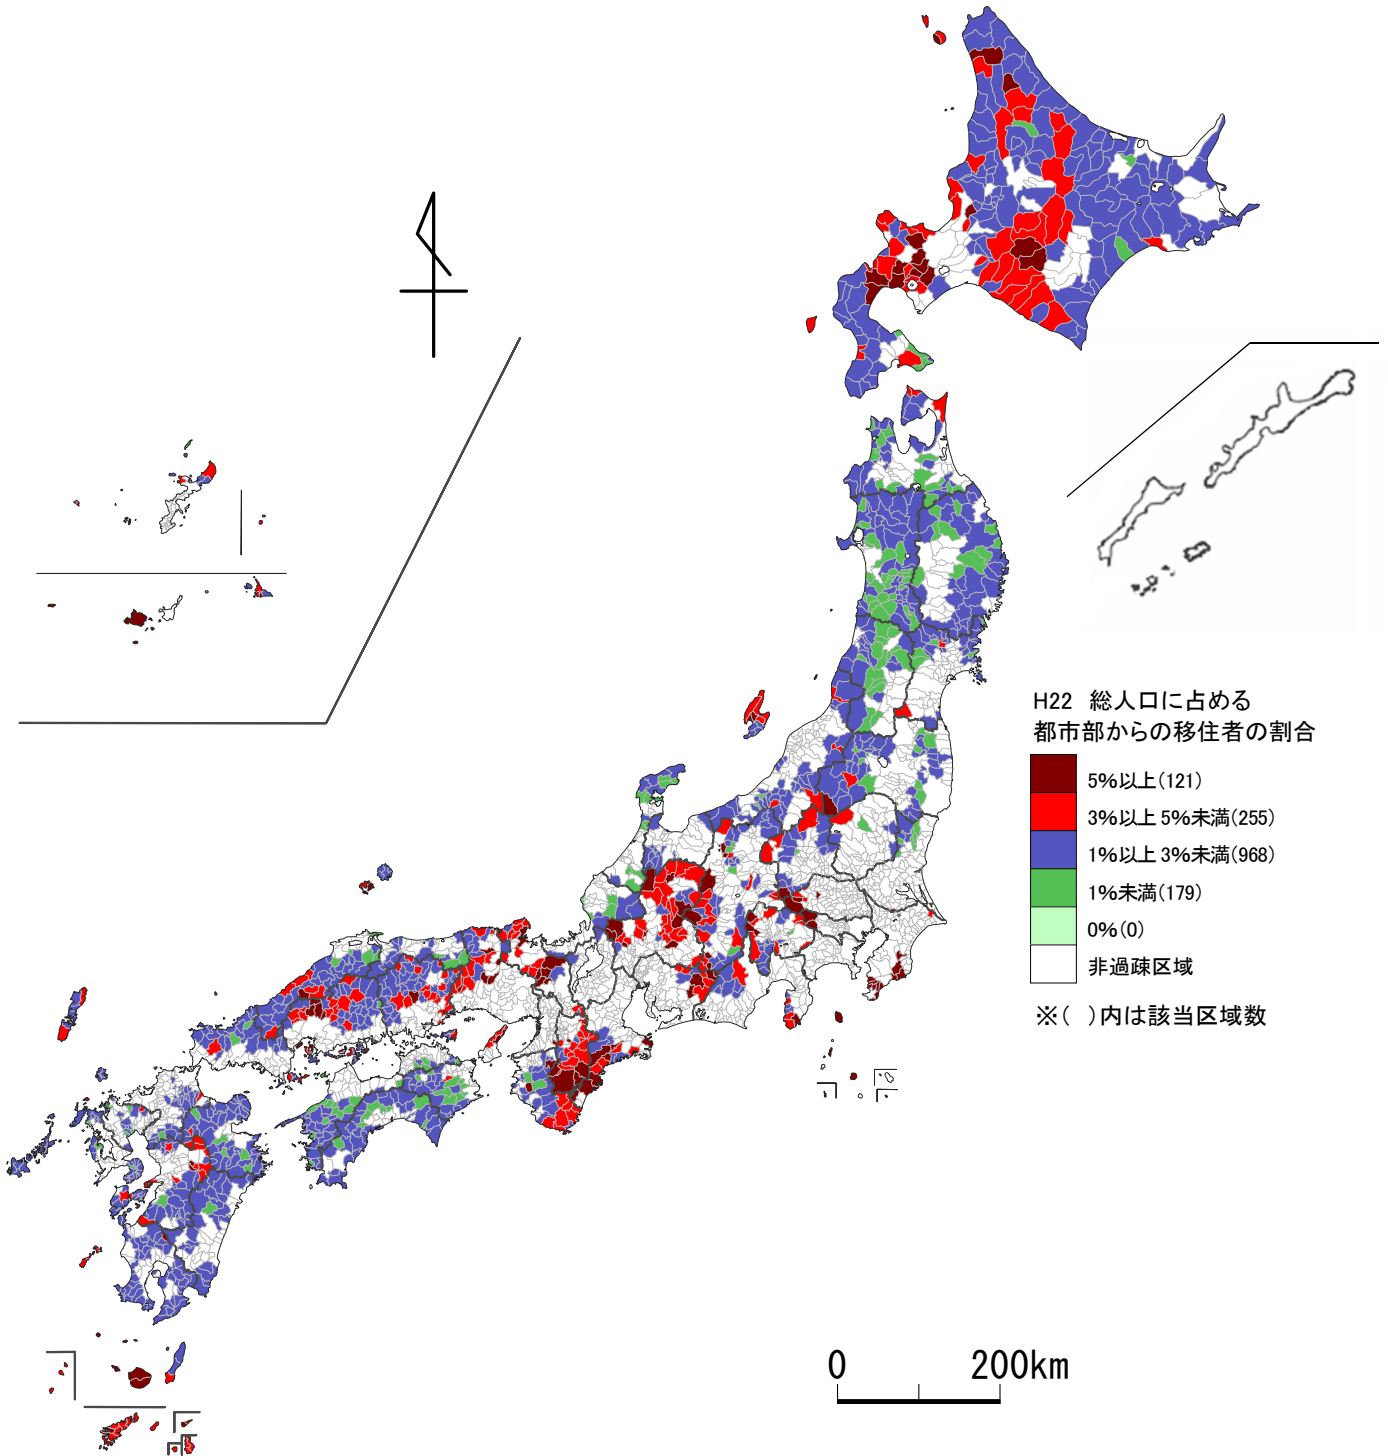 H22 総人口に占める
都市部からの移住者の割合
5%以上(121)
3%以上 5%未満(255)
1%以上 3%未満(968)
1%未満(179)
0%(0)
非過疎区域
※( )内は該当区域数
0 200km